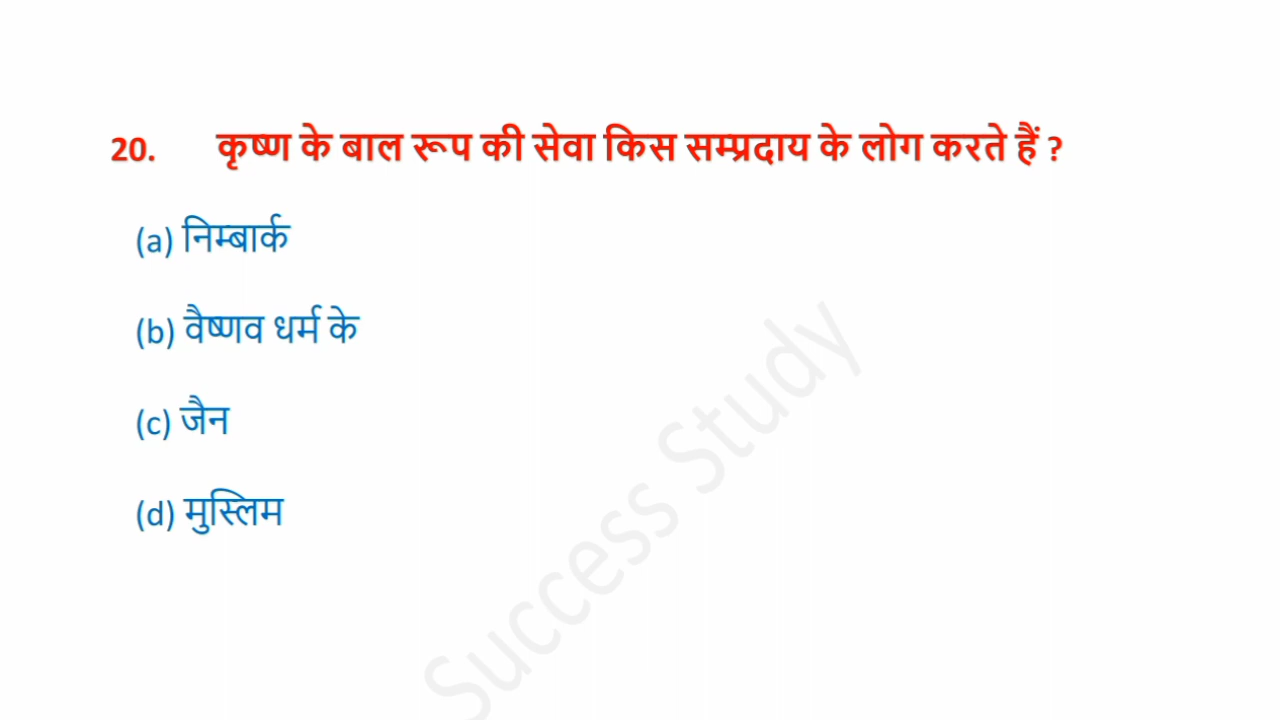 20. कृष्ण के बाल रूप की सेवा किस सम्प्रदाय के लोग करते हैं ?
(a) निम्बार्क
(b) वैष्णव धर्म के
(c) जैन
(d) मुस्लिम
Success Study